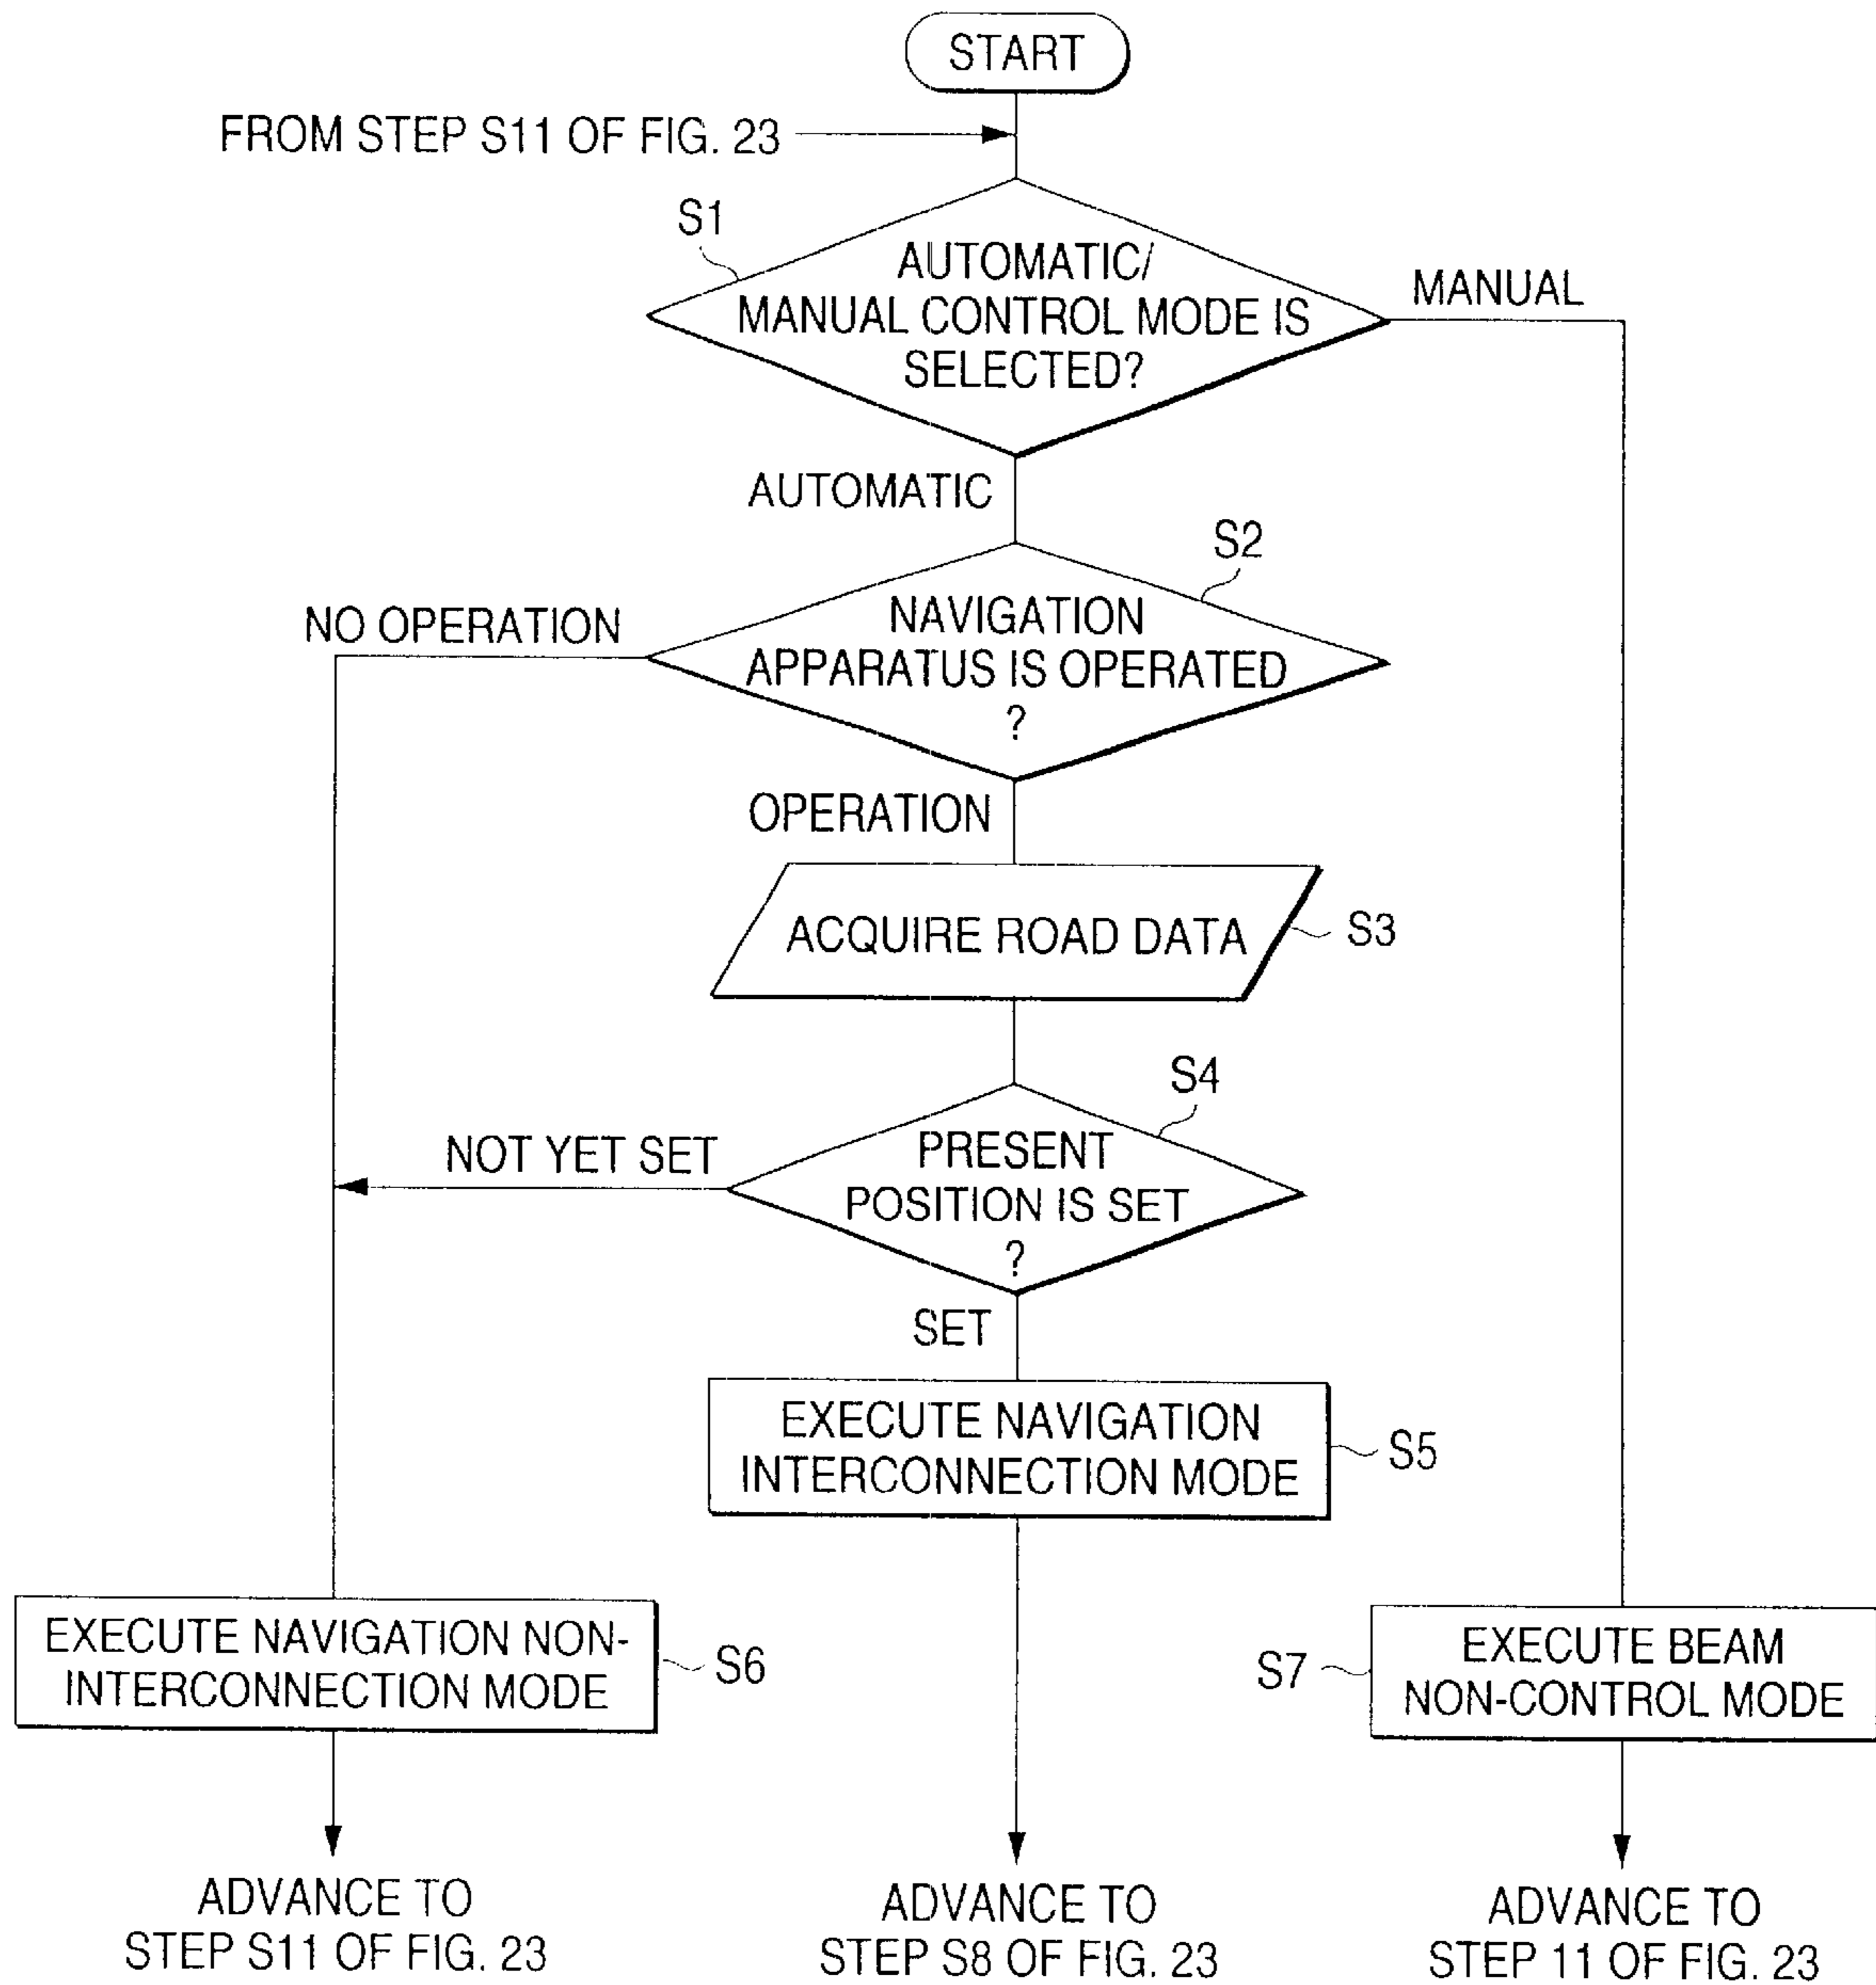 START
FROM STEP S11 OF FIG. 23
S1
AUTOMATIC/
MANUAL CONTROL MODE IS
SELECTED?
MANUAL
AUTOMATIC
S2
NO OPERATION
NAVIGATION
APPARATUS IS OPERATED
?
OPERATION
ACQUIRE ROAD DATA
S3
S4
NOT YET SET
PRESENT
POSITION IS SET
?
SET
EXECUTE NAVIGATION
INTERCONNECTION MODE
S5
EXECUTE NAVIGATION NON-
INTERCONNECTION MODE
S6
S7
EXECUTE BEAM
NON-CONTROL MODE
ADVANCE TO
STEP S11 OF FIG. 23
ADVANCE TO
STEP S8 OF FIG. 23
ADVANCE TO
STEP 11 OF FIG. 23